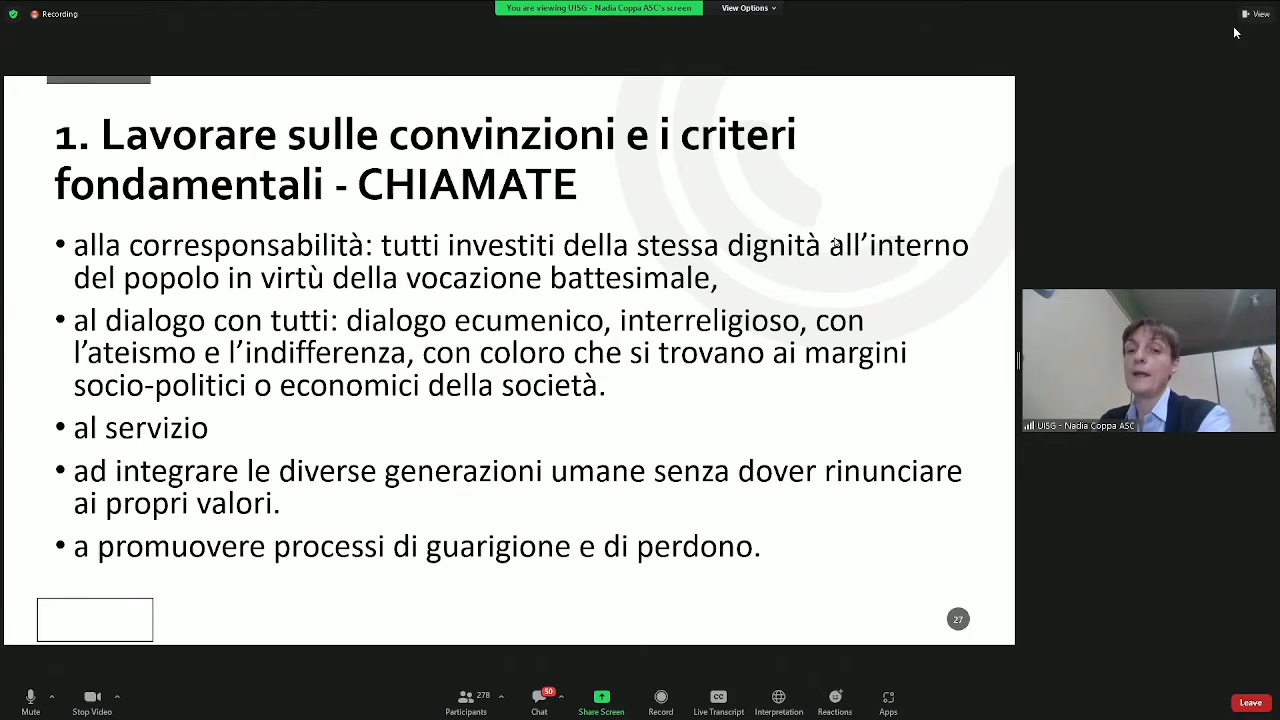 Recording
You are viewing UISG - Nadia Coppa ASC's screen
View Options
View
1. Lavorare sulle convinzioni e i criteri
fondamentali - CHIAMATE
• alla corresponsabilità: tutti investiti della stessa dignità all’interno
del popolo in virtù della vocazione battesimale,
• al dialogo con tutti: dialogo ecumenico, interreligioso, con
l’ateismo e l’indifferenza, con coloro che si trovano ai margini
socio-politici o economici della società.
• al servizio
• ad integrare le diverse generazioni umane senza dover rinunciare
ai propri valori.
• a promuovere processi di guarigione e di perdono.
27
UISG - Nadia Coppa ASC
Mute
Stop Video
278
Participants
50
Chat
Share Screen
Record
CC
Live Transcript
Interpretation
Reactions
Apps
Leave